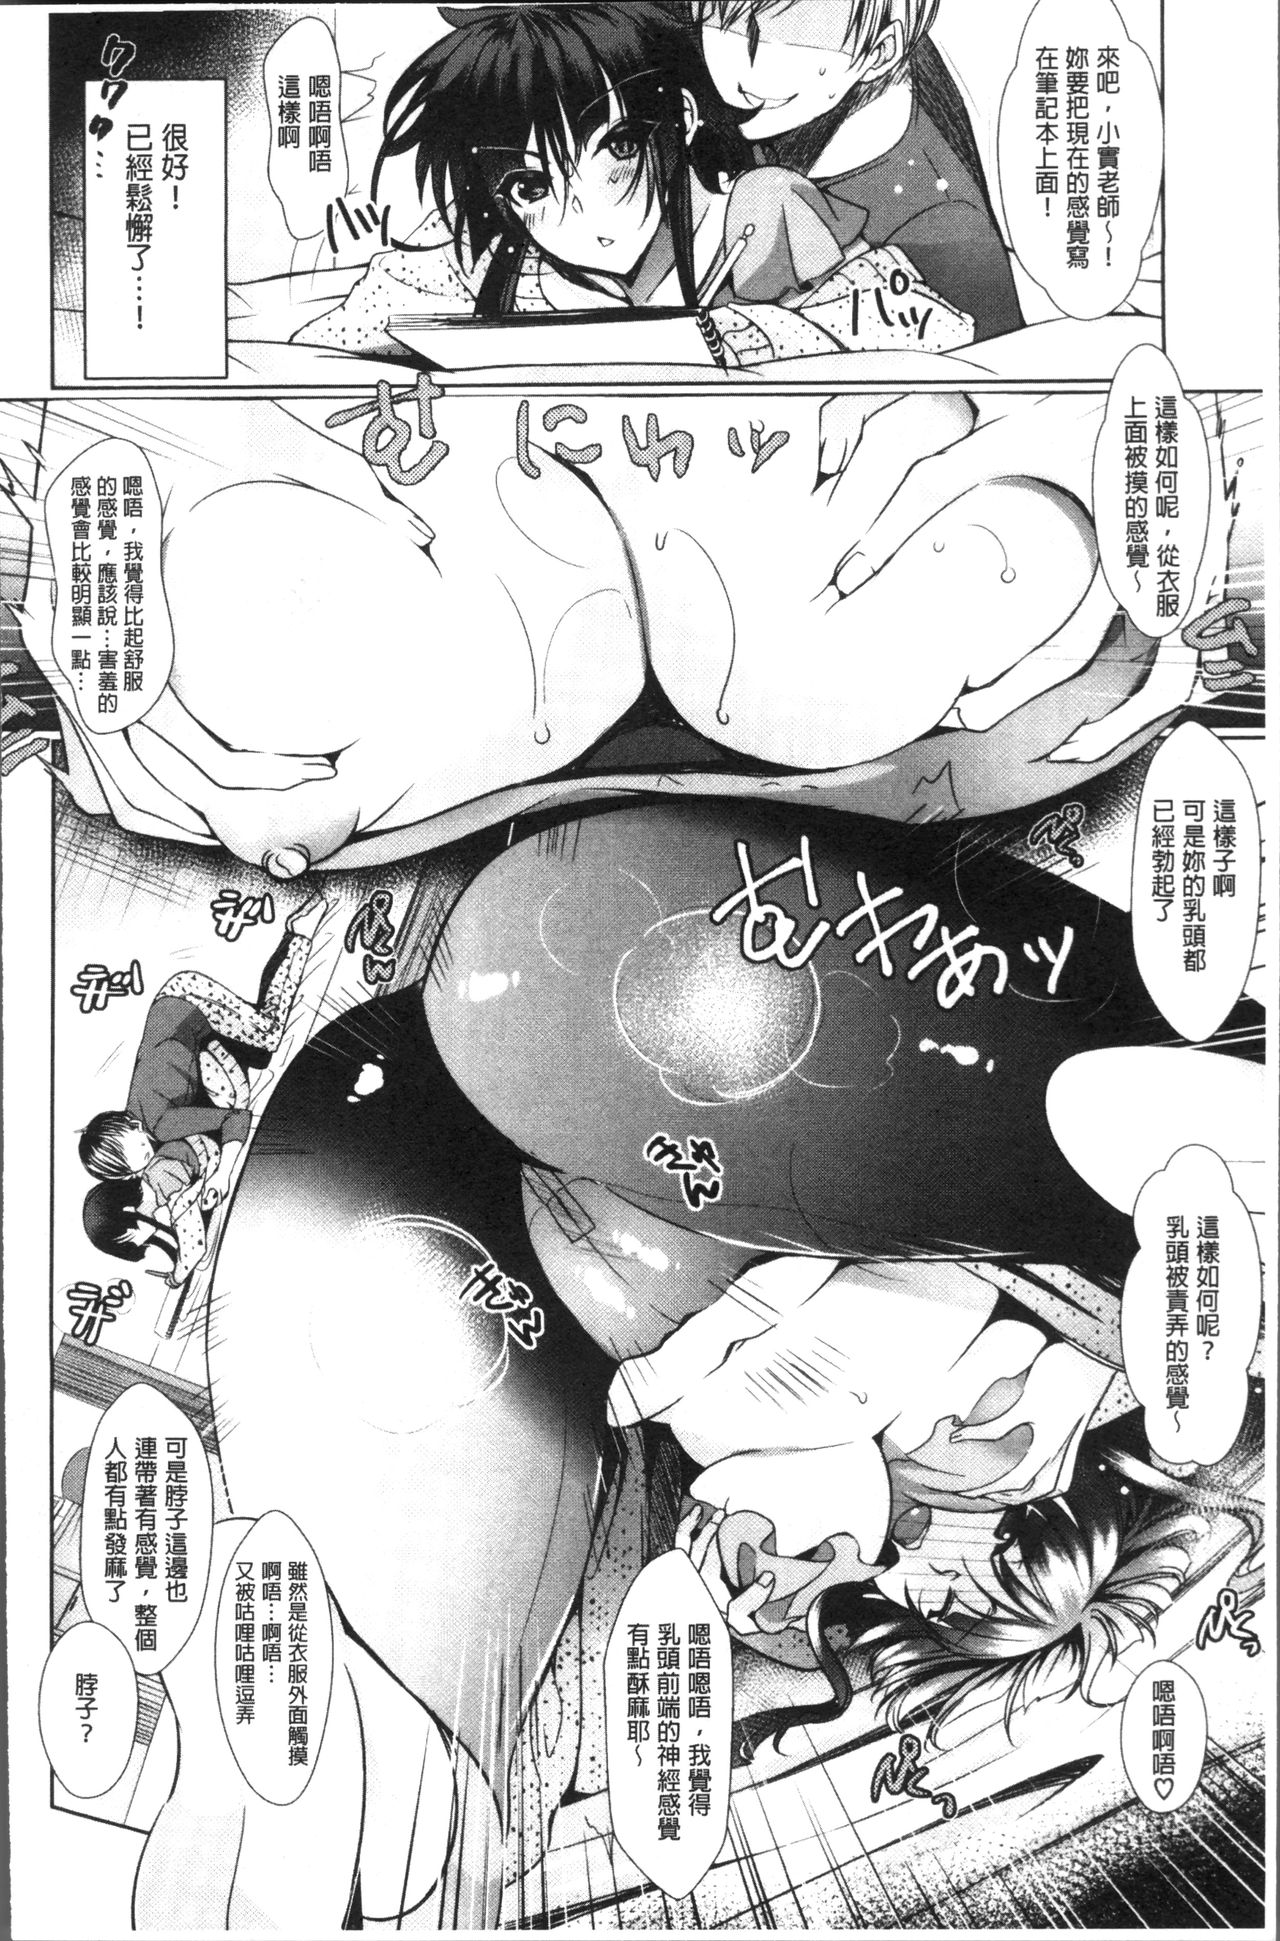 來吧，小實老師～！
妳要把現在的感覺寫
在筆記本上面！
嗯唔啊唔
這樣啊
很好！
已經鬆懈了…！
這樣如何呢，從衣服
上面被摸的感覺～
嗯唔，我覺得比起舒服
的感覺，應該說…害羞的
感覺會比較明顯一點…
むにゅッ
這樣子啊
可是妳的乳頭都
已經勃起了
這樣如何呢？
乳頭被責弄的感覺～
嗯唔啊唔♡
嗯唔嗯唔，我覺得
乳頭前端的神經感覺
有點酥麻耶～
雖然是從衣服外面觸摸
啊唔…啊唔…
又被咕哩咕哩逗弄
可是脖子這邊也
連帶著有感覺，整個
人都有點發麻了
脖子？